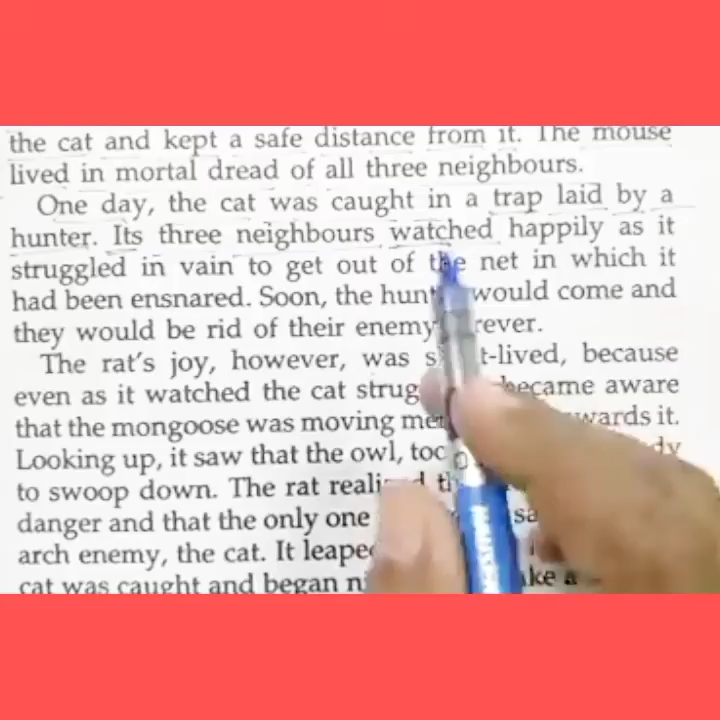 the cat and kept a safe distance from it. The mouse
lived in mortal dread of all three neighbours.
One day, the cat was caught in a trap laid by a
hunter. Its three neighbours watched happily as it
struggled in vain to get out of the net in which it
had been ensnared. Soon, the would come and
they would be rid of their enemy
The rat's joy, however, was because
even as it watched the cat became aware
that the mongoose was moving it.
Looking up, it saw that the owl,
to swoop down. The rat
danger and that the only one
arch enemy, the cat. It
cat was caught and began